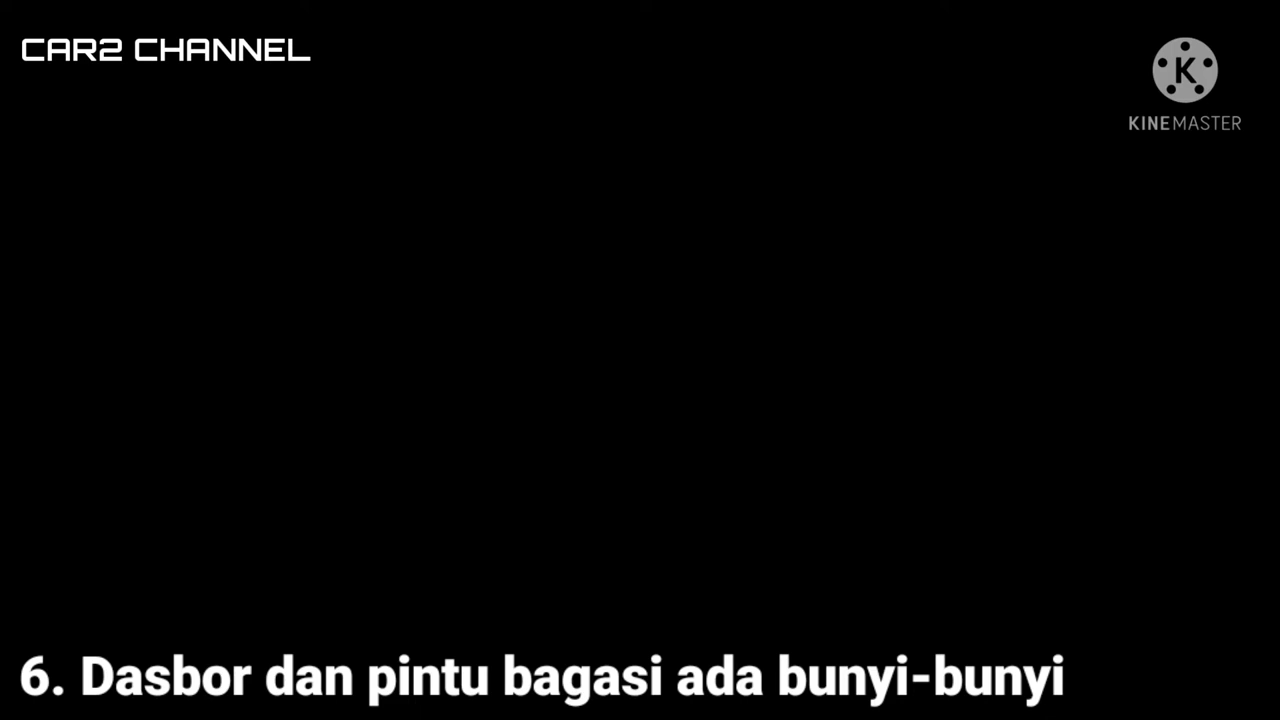 CAR2 CHANNEL
K
KINEMASTER
6. Dasbor dan pintu bagasi ada bunyi-bunyi